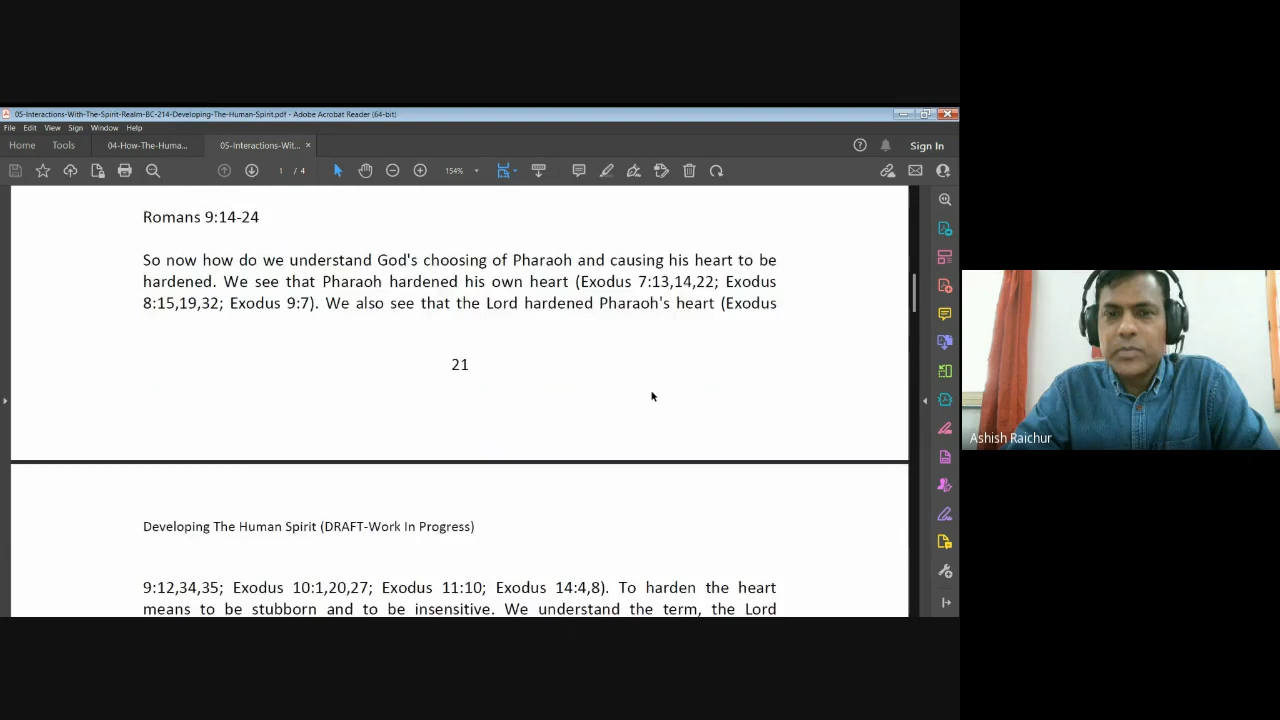 05-Interactions-With-The-Spirit-Realm-BC-214-Developing-The-Human-Spirit.pdf - Adobe Acrobat Reader (64-bit)
File Edit View Sign Window Help
Home Tools 04-How-The-Huma... 05-Interactions-Wit... × Sign In
1 / 4 154%
Romans 9:14-24
So now how do we understand God's choosing of Pharaoh and causing his heart to be
hardened. We see that Pharaoh hardened his own heart (Exodus 7:13,14,22; Exodus
8:15,19,32; Exodus 9:7). We also see that the Lord hardened Pharaoh's heart (Exodus
21
Developing The Human Spirit (DRAFT-Work In Progress)
9:12,34,35; Exodus 10:1,20,27; Exodus 11:10; Exodus 14:4,8). To harden the heart
means to be stubborn and to be insensitive. We understand the term, the Lord
Ashish Raichur